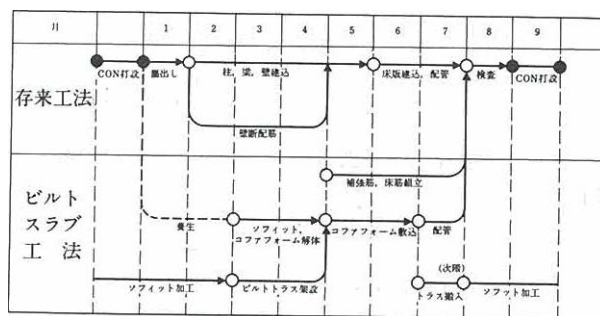 月 1 2 3 4 5 6 7 8 9
CON打設 墨出し 柱，梁，壁建込 床版建込，配管 検査 CON打設
存来工法
壁断配筋
補強筋，床筋組立
ビルト
スラブ
工法
養生
ソフィット，
コファフォーム解体
コファフォーム敷込
配管
(次階)
ソフィット加工 ビルトトラス架設 トラス搬入 ソフット加工